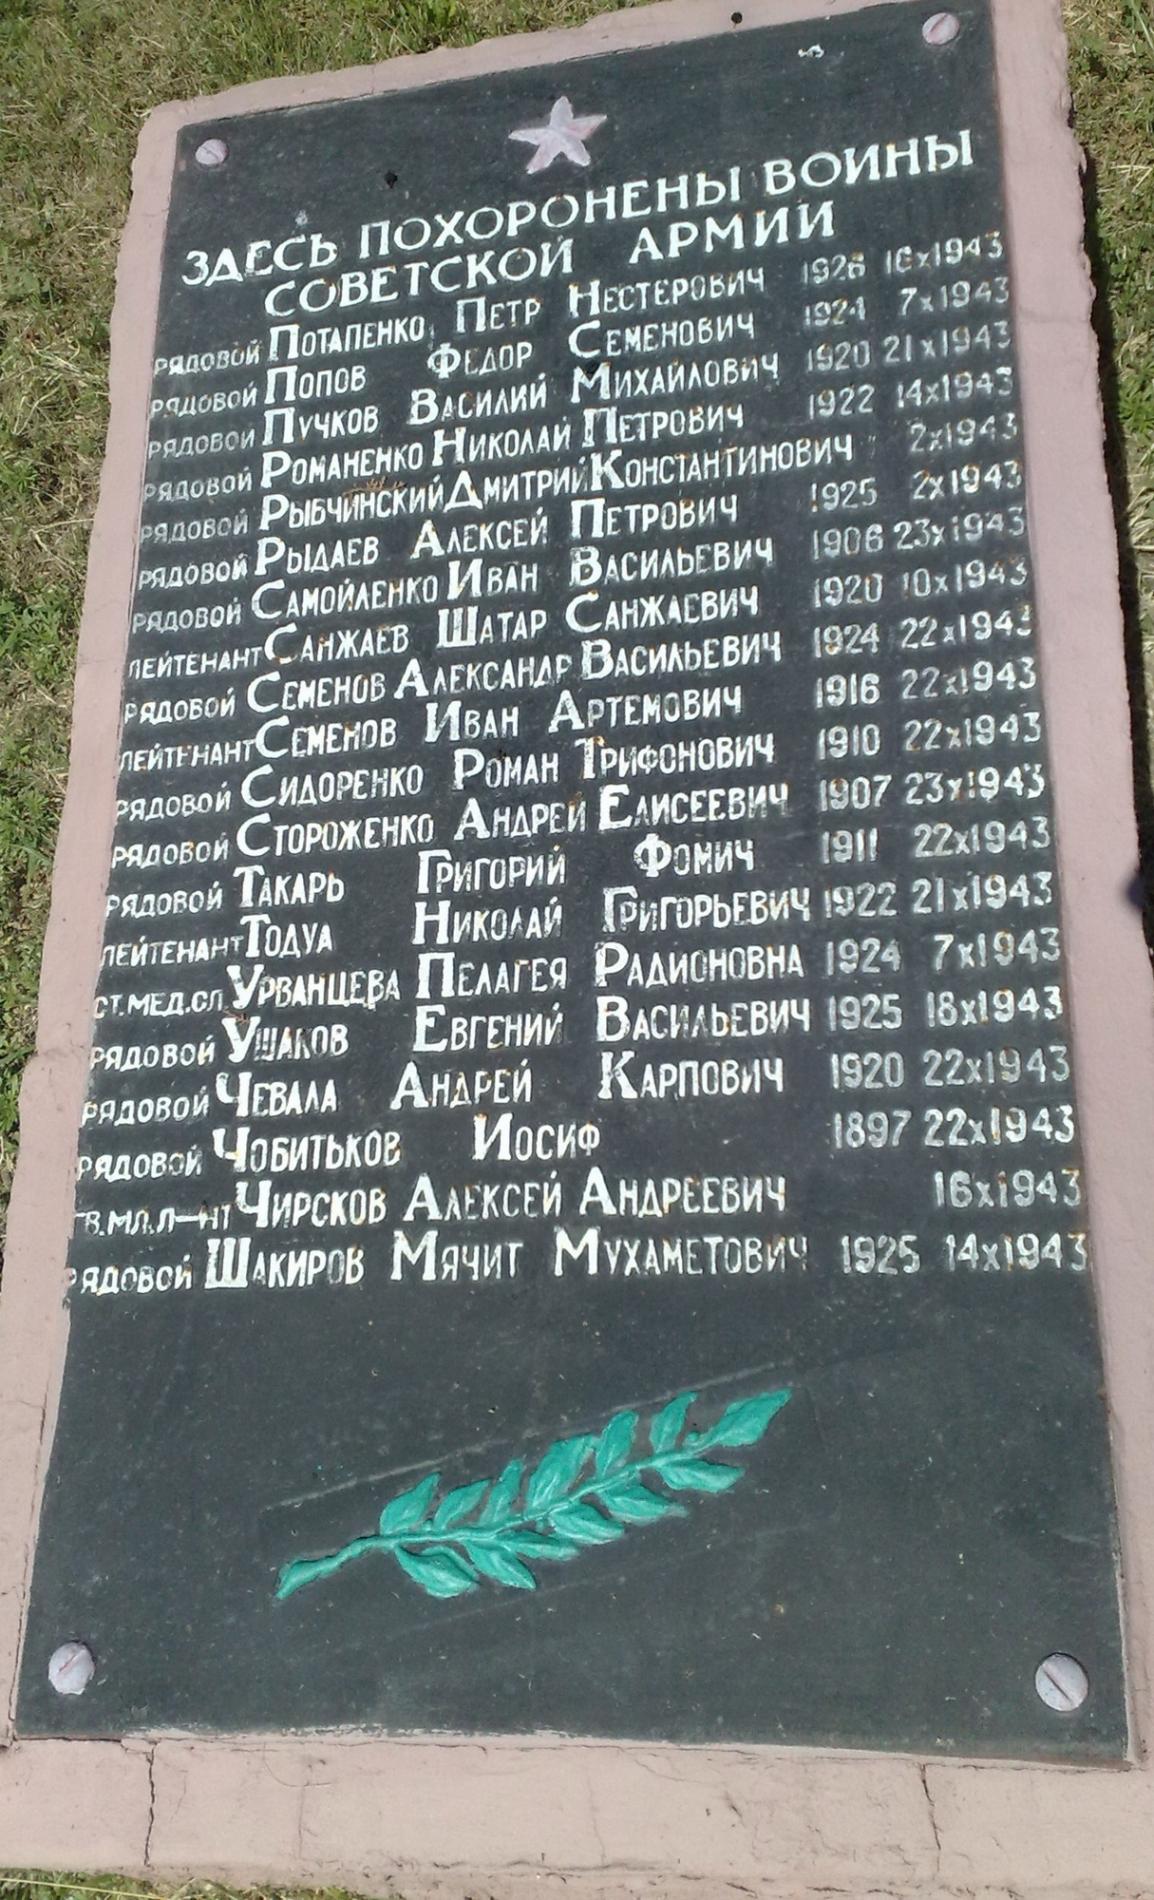 ЗДЕСЬ ПОХОРОНЕНЫ ВОИНЫ
СОВЕТСКОЙ АРМИИ
РЯДОВОЙ ПОТАПЕНКО ПЕТР НЕСТЕРОВИЧ 1926 16x1943
РЯДОВОЙ ПОПОВ ФЕДОР СЕМЕНОВИЧ 1924 7x1943
РЯДОВОЙ ПУЧКОВ ВАСИЛИЙ МИХАЙЛОВИЧ 1920 21x1943
РЯДОВОЙ РОМАНЕНКО НИКОЛАЙ ПЕТРОВИЧ 1922 14x1943
РЯДОВОЙ РЫБЧИНСКИЙ ДМИТРИЙ КОНСТАНТИНОВИЧ 2x1943
РЯДОВОЙ РЫДАЕВ АЛЕКСЕЙ ПЕТРОВИЧ 1925 2x1943
РЯДОВОЙ САМОЙЛЕНКО ИВАН ВАСИЛЬЕВИЧ 1906 23x1943
ЛЕЙТЕНАНТ САНЖАЕВ ШАТАР САНЖАЕВИЧ 1920 10x1943
РЯДОВОЙ СЕМЕНОВ АЛЕКСАНДР ВАСИЛЬЕВИЧ 1924 22x1943
ЛЕЙТЕНАНТ СЕМЕНОВ ИВАН АРТЕМОВИЧ 1916 22x1943
РЯДОВОЙ СИДОРЕНКО РОМАН ТРИФОНОВИЧ 1910 22x1943
РЯДОВОЙ СТОРОЖЕНКО АНДРЕЙ ЕЛИСЕЕВИЧ 1907 23x1943
РЯДОВОЙ ТАКАРЬ ГРИГОРИЙ ФОМИЧ 1911 22x1943
ЛЕЙТЕНАНТ ТОДУА НИКОЛАЙ ГРИГОРЬЕВИЧ 1922 21x1943
СТ.МЕД.СЛ. УРВАНЦЕВА ПЕЛАГЕЯ РАДИОНОВНА 1924 7x1943
РЯДОВОЙ УШАКОВ ЕВГЕНИЙ ВАСИЛЬЕВИЧ 1925 18x1943
РЯДОВОЙ ЧЕВАЛА АНДРЕЙ КАРПОВИЧ 1920 22x1943
РЯДОВОЙ ЧОБИТЬКОВ ИОСИФ 1897 22x1943
ГВ.МЛ.Л—НТ ЧИРСКОВ АЛЕКСЕЙ АНДРЕЕВИЧ 16x1943
РЯДОВОЙ ШАКИРОВ МЯЧИТ МУХАМЕТОВИЧ 1925 14x1943